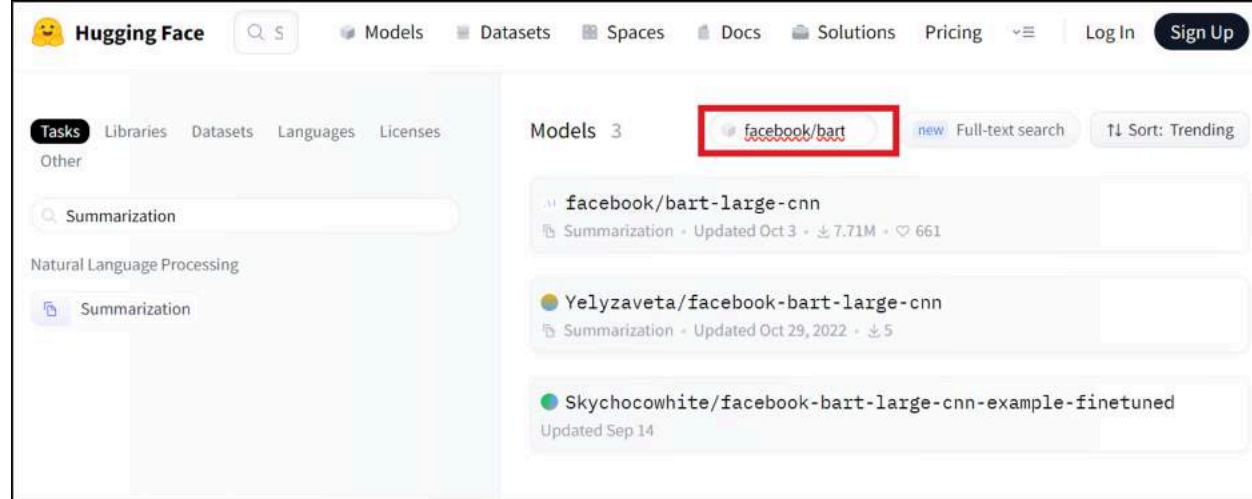 Hugging Face S Models Datasets Spaces Docs Solutions Pricing Log In Sign Up
Tasks Libraries Datasets Languages Licenses
Other
Summarization
Natural Language Processing
Summarization
Models 3 facebook/bart new Full-text search ↑↓ Sort: Trending
facebook/bart-large-cnn
Summarization • Updated Oct 3 • 7.71M • 661
Yelyzaveta/facebook-bart-large-cnn
Summarization • Updated Oct 29, 2022 • 5
Skychocowhite/facebook-bart-large-cnn-example-finetuned
Updated Sep 14